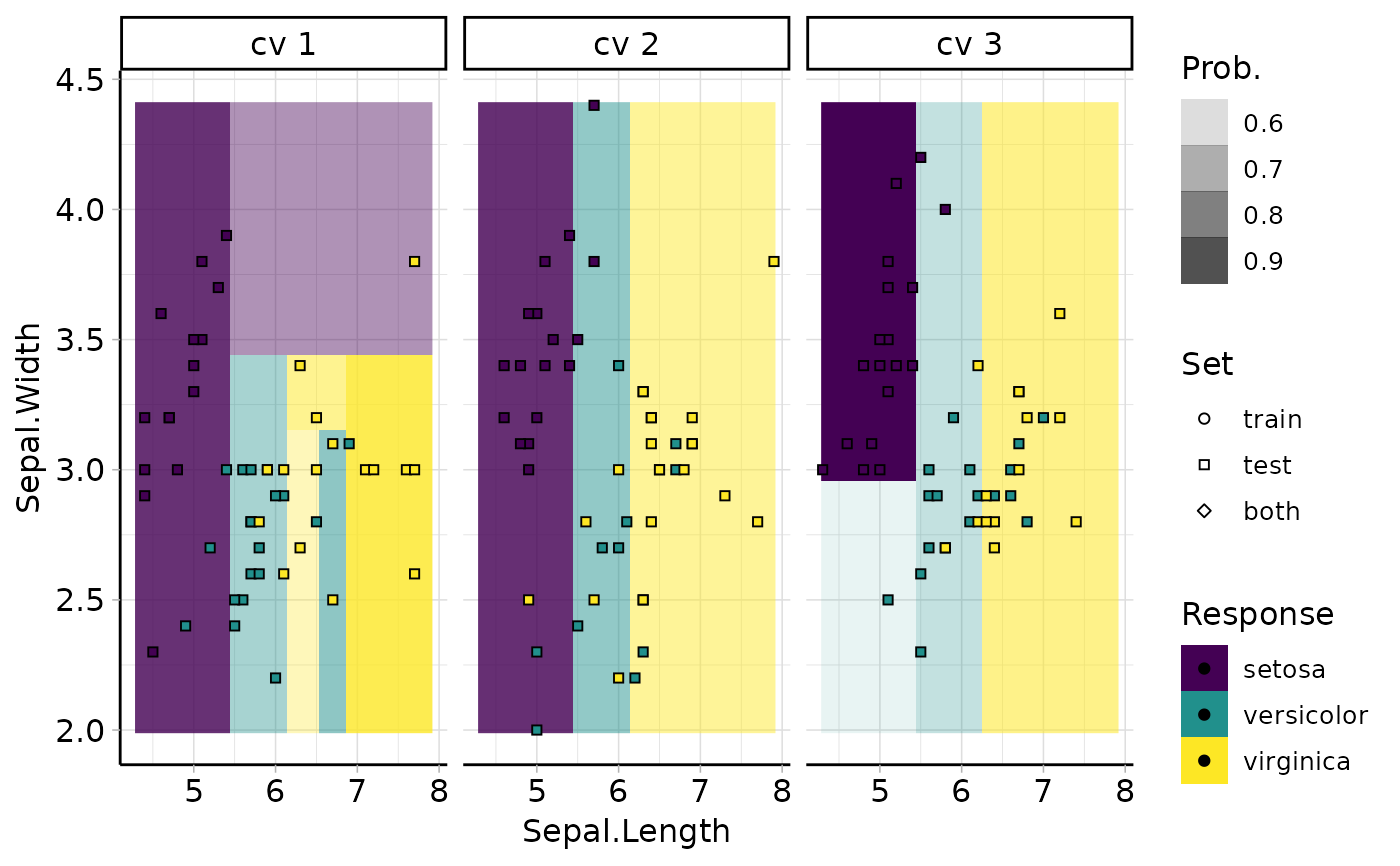 cv 1
cv 2
cv 3
4.5
4.0
3.5
3.0
2.5
2.0
Sepal.Width
5 6 7 8
5 6 7 8
5 6 7 8
Sepal.Length
Prob.
0.6
0.7
0.8
0.9
Set
train
test
both
Response
setosa
versicolor
virginica